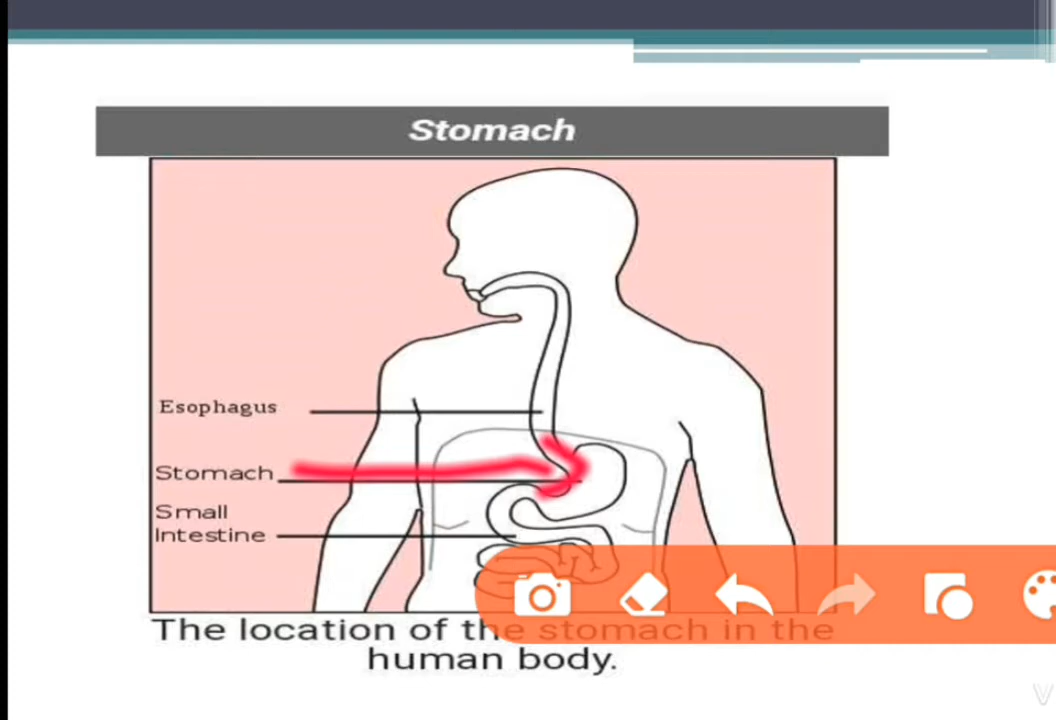 Stomach
Esophagus
Stomach
Small
Intestine
The location of the stomach in the
human body.
V